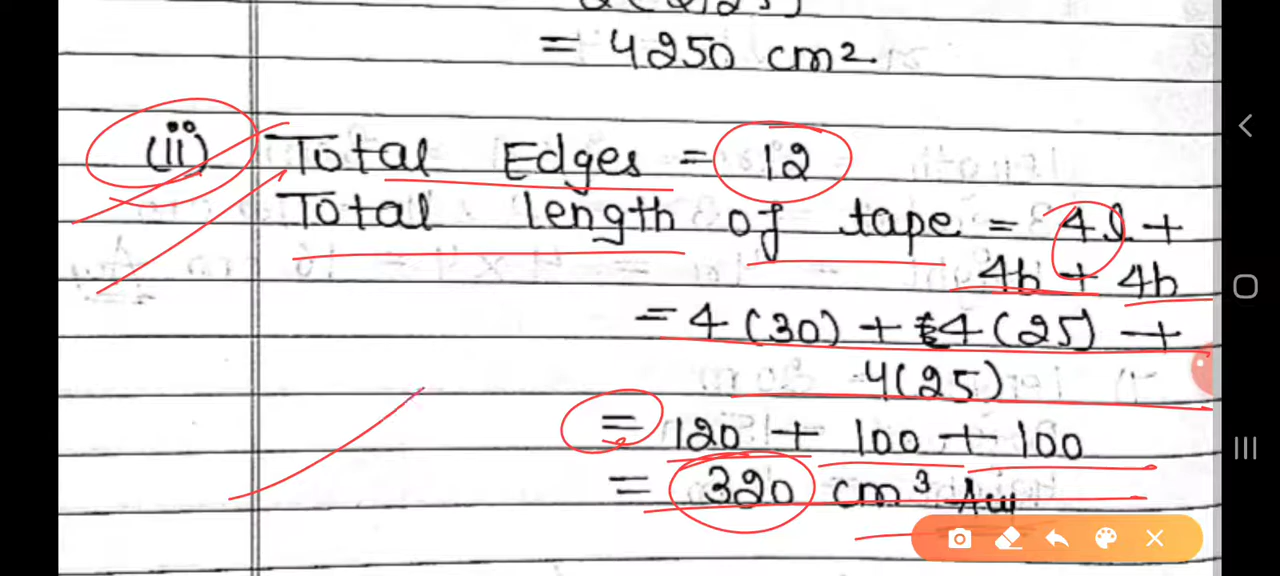 = 4250 cm²
(ii) Total Edges = 12
Total length of tape = 4l +
4b + 4h
= 4 (30) + 4 (25) +
4(25)
= 120 + 100 + 100
= 320 cm³ Ans